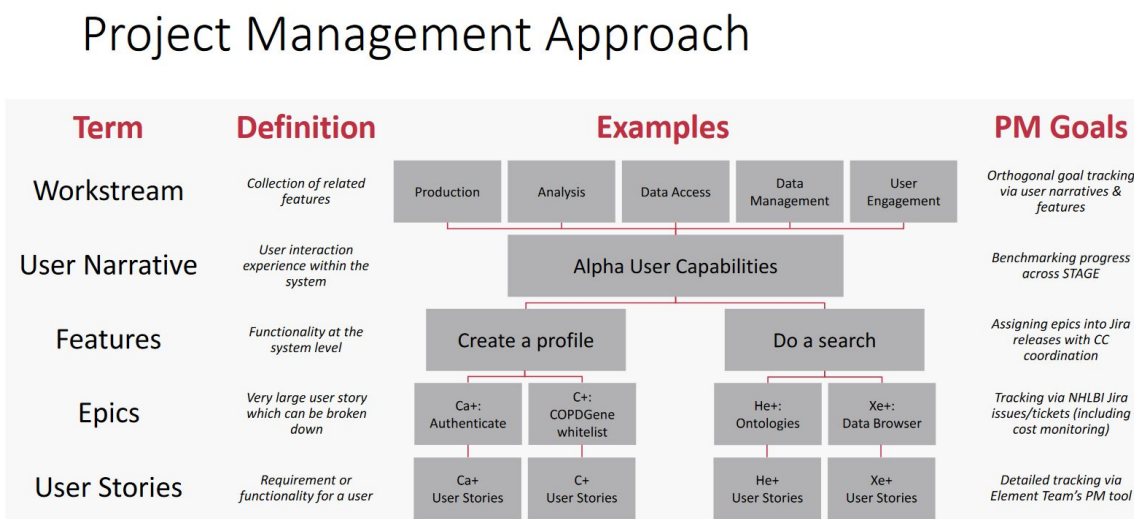 Project Management Approach
Term
Definition
Examples
PM Goals
Workstream
Collection of related
features
Production
Analysis
Data Access
Data
Management
User
Engagement
Orthogonal goal tracking
via user narratives &
features
User Narrative
User interaction
experience within the
system
Alpha User Capabilities
Benchmarking progress
across STAGE
Features
Functionality at the
system level
Create a profile
Do a search
Assigning epics into Jira
releases with CC
coordination
Epics
Very large user story
which can be broken
down
Ca+:
Authenticate
C+:
COPDGene
whitelist
He+:
Ontologies
Xe+:
Data Browser
Tracking via NHLBI Jira
issues/tickets (including
cost monitoring)
User Stories
Requirement or
functionality for a user
Ca+
User Stories
C+
User Stories
He+
User Stories
Xe+
User Stories
Detailed tracking via
Element Team's PM tool